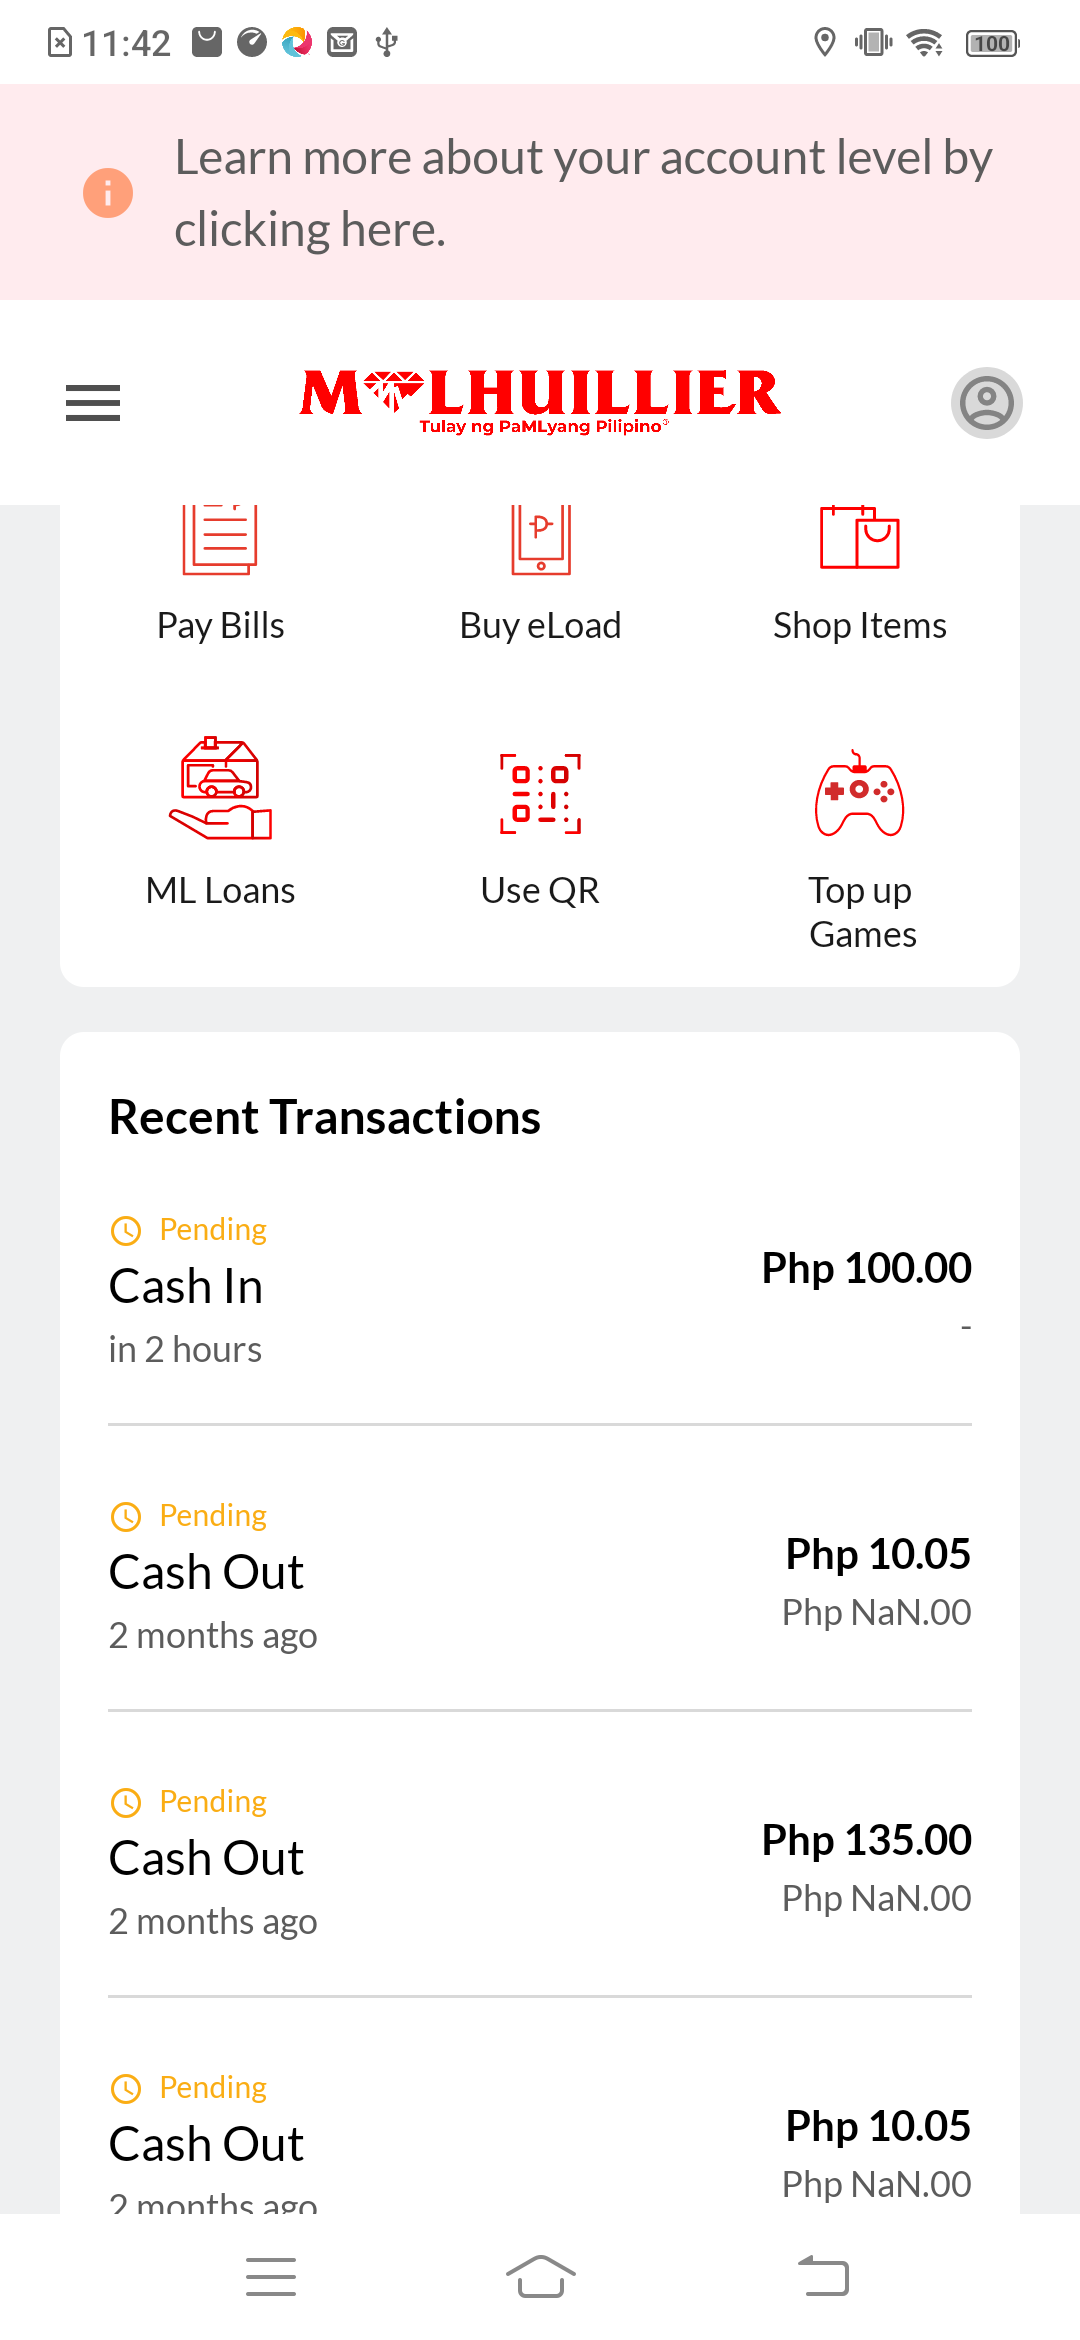 11:42
100
Learn more about your account level by
clicking here.
M LHUILLIER
Tulay ng PaMLyang Pilipino®
Pay Bills
Buy eLoad
Shop Items
ML Loans
Use QR
Top up
Games
Recent Transactions
Pending
Cash In
in 2 hours
Php 100.00
-
Pending
Cash Out
2 months ago
Php 10.05
Php NaN.00
Pending
Cash Out
2 months ago
Php 135.00
Php NaN.00
Pending
Cash Out
2 months ago
Php 10.05
Php NaN.00